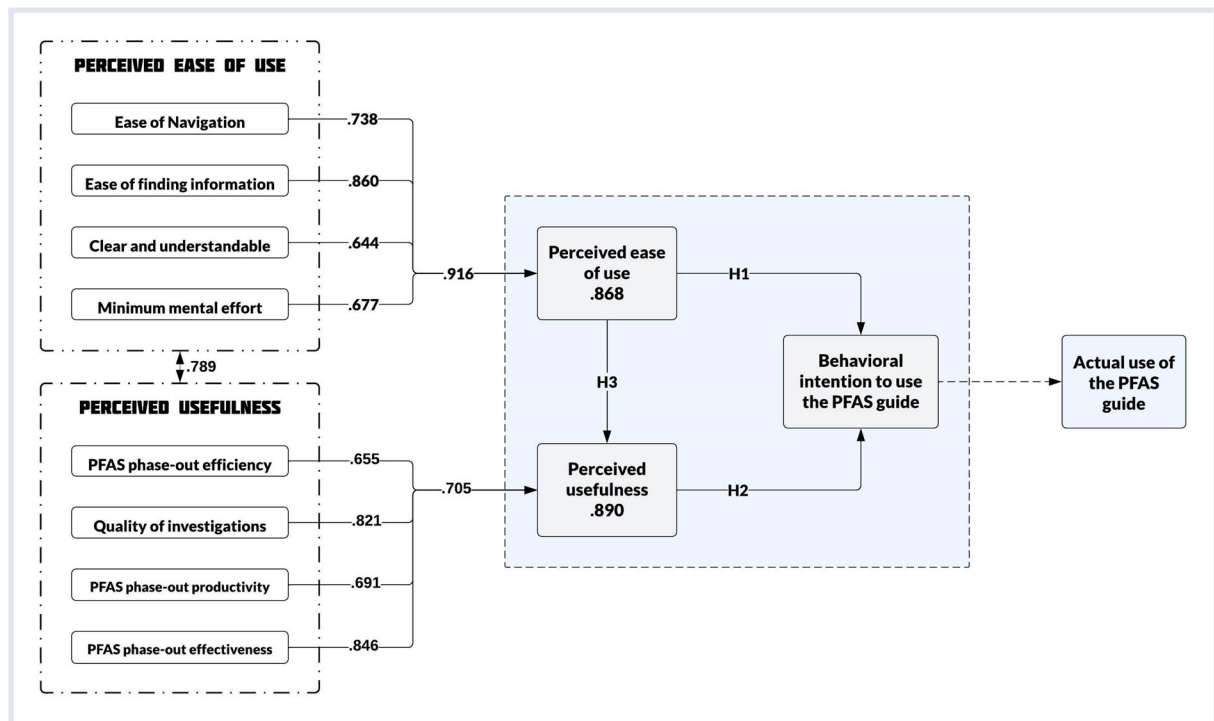 PERCEIVED EASE OF USE
Ease of Navigation
.738
Ease of finding information
.860
Clear and understandable
.644
Minimum mental effort
.677
.916
.789
PERCEIVED USEFULNESS
PFAS phase-out efficiency
.655
Quality of investigations
.821
PFAS phase-out productivity
.691
PFAS phase-out effectiveness
.846
.705
Perceived ease
of use
.868
H1
H3
Perceived
usefulness
.890
H2
Behavioral
intention to use
the PFAS guide
Actual use of
the PFAS
guide